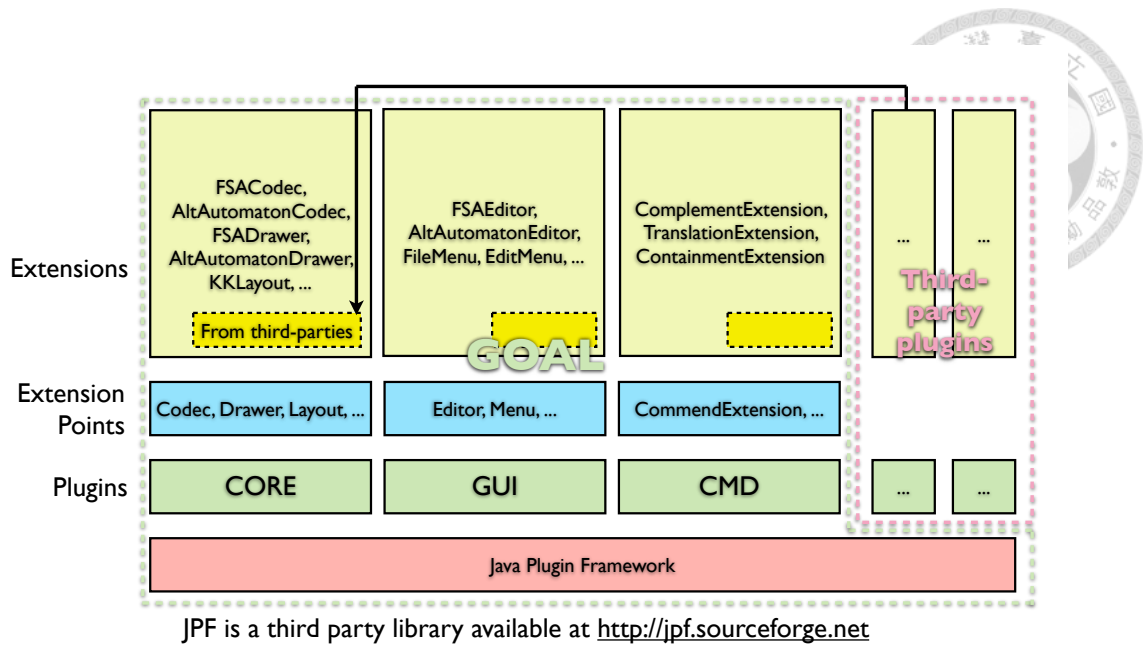 FSACodec,
AltAutomatonCodec,
FSADrawer,
AltAutomatonDrawer,
KKLayout, ...
From third-parties
FSAEditor,
AltAutomatonEditor,
FileMenu, EditMenu, ...
ComplementExtension,
TranslationExtension,
ContainmentExtension
...
...
Extensions
Third-
party
plugins
GOAL
Extension
Points
Codec, Drawer, Layout, ...
Editor, Menu, ...
CommendExtension, ...
Plugins
CORE
GUI
CMD
...
...
Java Plugin Framework
JPF is a third party library available at http://jpf.sourceforge.net